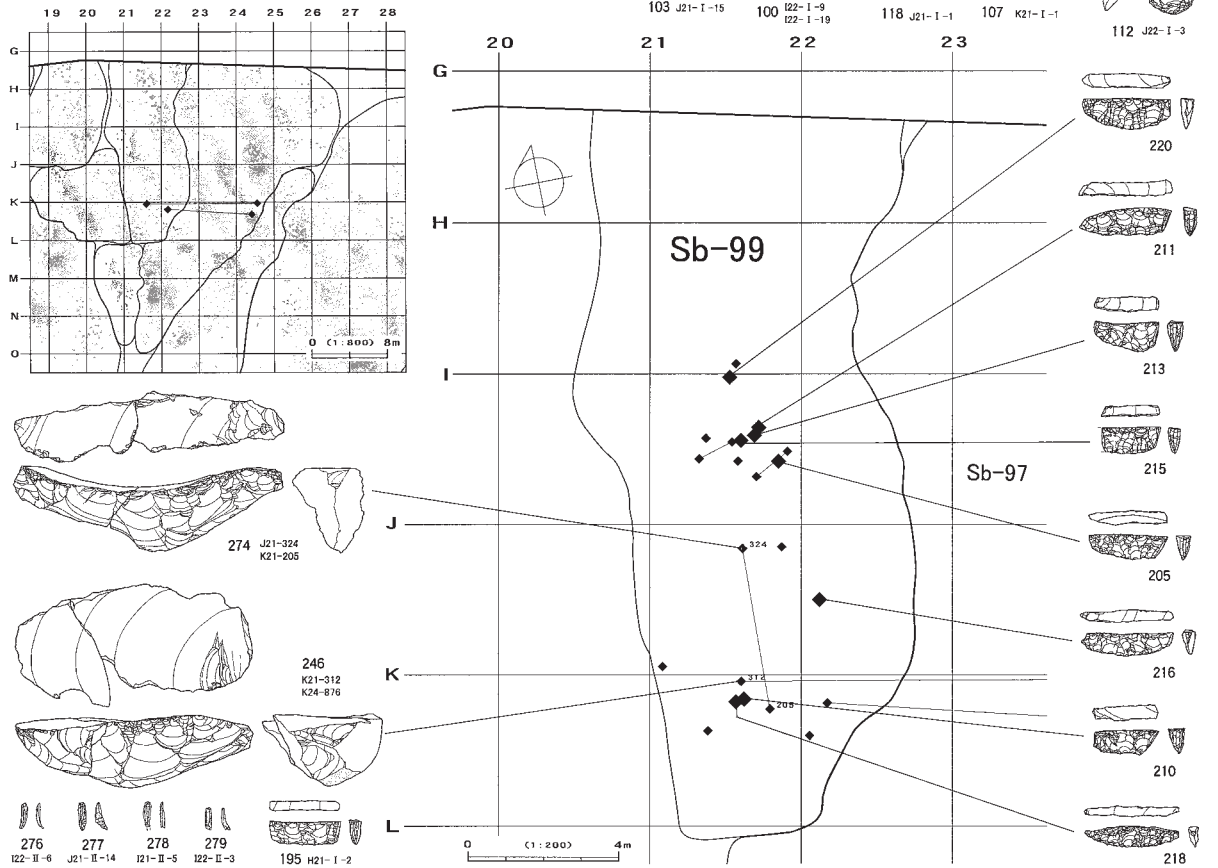 103 J21-I-15
100 I22-I-9
I22-I-19
118 J21-I-1
107 K21-I-1
112 J22-I-3
19 20 21 22 23 24 25 26 27 28
G
H
I
J
K
L
M
N
O
0 (1:800) 8m
20 21 22 23
G
H
I
J
K
L
Sb-99
Sb-97
324
312
205
0 (1:200) 4m
274 J21-324
K21-205
246
K21-312
K24-876
276
I22-II-6
277
J21-II-14
278
I21-II-5
279
I22-II-3
195 H21-I-2
220
211
213
215
205
216
210
218